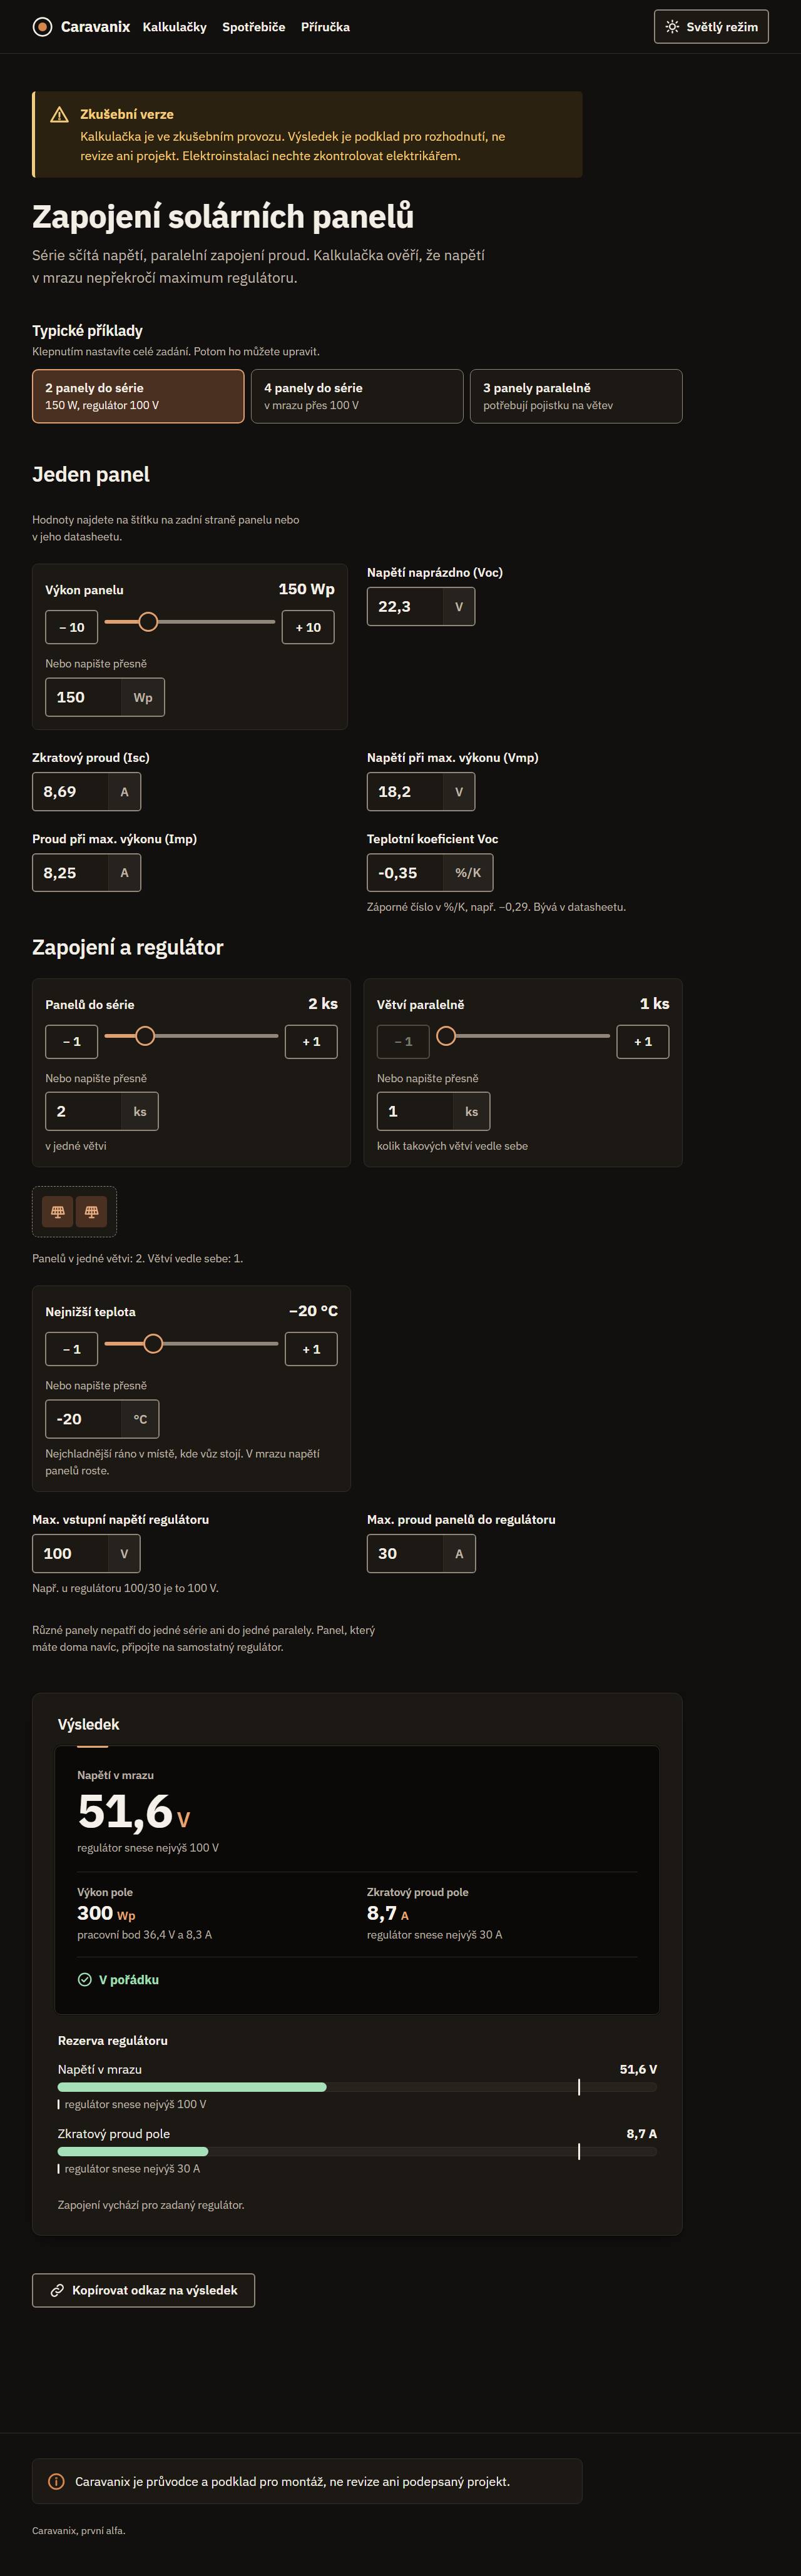 Caravanix
Kalkulačky
Spotřebiče
Příručka
Světlý režim
Zkušební verze
Kalkulačka je ve zkušebním provozu. Výsledek je podklad pro rozhodnutí, ne
revize ani projekt. Elektroinstalaci nechte zkontrolovat elektrikářem.
Zapojení solárních panelů
Série sčítá napětí, paralelní zapojení proud. Kalkulačka ověří, že napětí
v mrazu nepřekročí maximum regulátoru.
Typické příklady
Klepnutím nastavíte celé zadání. Potom ho můžete upravit.
2 panely do série
150 W, regulátor 100 V
4 panely do série
v mrazu přes 100 V
3 panely paralelně
potřebují pojistku na větev
Jeden panel
Hodnoty najdete na štítku na zadní straně panelu nebo
v jeho datasheetu.
Výkon panelu
150 Wp
− 10
+ 10
Nebo napište přesně
150 Wp
Napětí naprázdno (Voc)
22,3 V
Zkratový proud (Isc)
8,69 A
Napětí při max. výkonu (Vmp)
18,2 V
Proud při max. výkonu (Imp)
8,25 A
Teplotní koeficient Voc
-0,35 %/K
Záporné číslo v %/K, např. −0,29. Bývá v datasheetu.
Zapojení a regulátor
Panelů do série
2 ks
− 1
+ 1
Nebo napište přesně
2 ks
v jedné větvi
Větví paralelně
1 ks
− 1
+ 1
Nebo napište přesně
1 ks
kolik takových větví vedle sebe
Panelů v jedné větvi: 2. Větví vedle sebe: 1.
Nejnižší teplota
−20 °C
− 1
+ 1
Nebo napište přesně
-20 °C
Nejchladnější ráno v místě, kde vůz stojí. V mrazu napětí
panelů roste.
Max. vstupní napětí regulátoru
100 V
Např. u regulátoru 100/30 je to 100 V.
Max. proud panelů do regulátoru
30 A
Různé panely nepatří do jedné série ani do jedné paralely. Panel, který
máte doma navíc, připojte na samostatný regulátor.
Výsledek
Napětí v mrazu
51,6 V
regulátor snese nejvýš 100 V
Výkon pole
300 Wp
pracovní bod 36,4 V a 8,3 A
Zkratový proud pole
8,7 A
regulátor snese nejvýš 30 A
V pořádku
Rezerva regulátoru
Napětí v mrazu
51,6 V
regulátor snese nejvýš 100 V
Zkratový proud pole
8,7 A
regulátor snese nejvýš 30 A
Zapojení vychází pro zadaný regulátor.
Kopírovat odkaz na výsledek
Caravanix je průvodce a podklad pro montáž, ne revize ani podepsaný projekt.
Caravanix, první alfa.